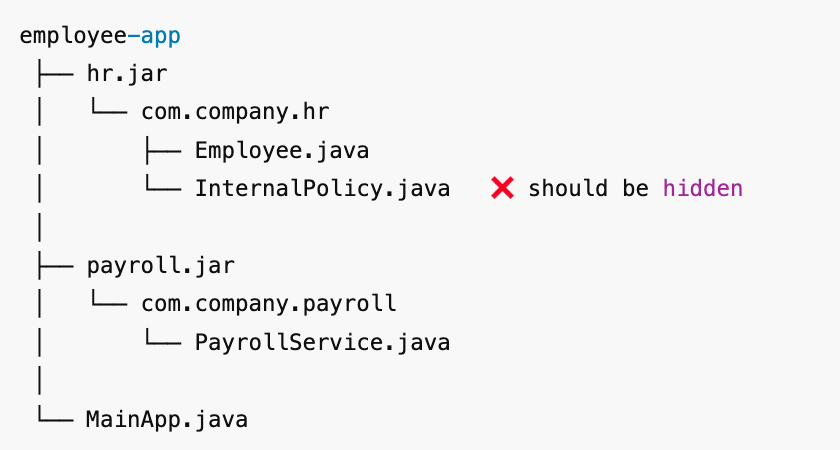 employee-app
├── hr.jar
│   └── com.company.hr
│       ├── Employee.java
│       └── InternalPolicy.java   ❌ should be hidden
│
├── payroll.jar
│   └── com.company.payroll
│       └── PayrollService.java
│
└── MainApp.java